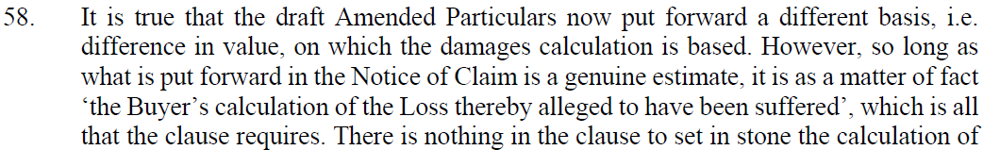 58. It is true that the draft Amended Particulars now put forward a different basis, i.e.
difference in value, on which the damages calculation is based. However, so long as
what is put forward in the Notice of Claim is a genuine estimate, it is as a matter of fact
‘the Buyer’s calculation of the Loss thereby alleged to have been suffered’, which is all
that the clause requires. There is nothing in the clause to set in stone the calculation of